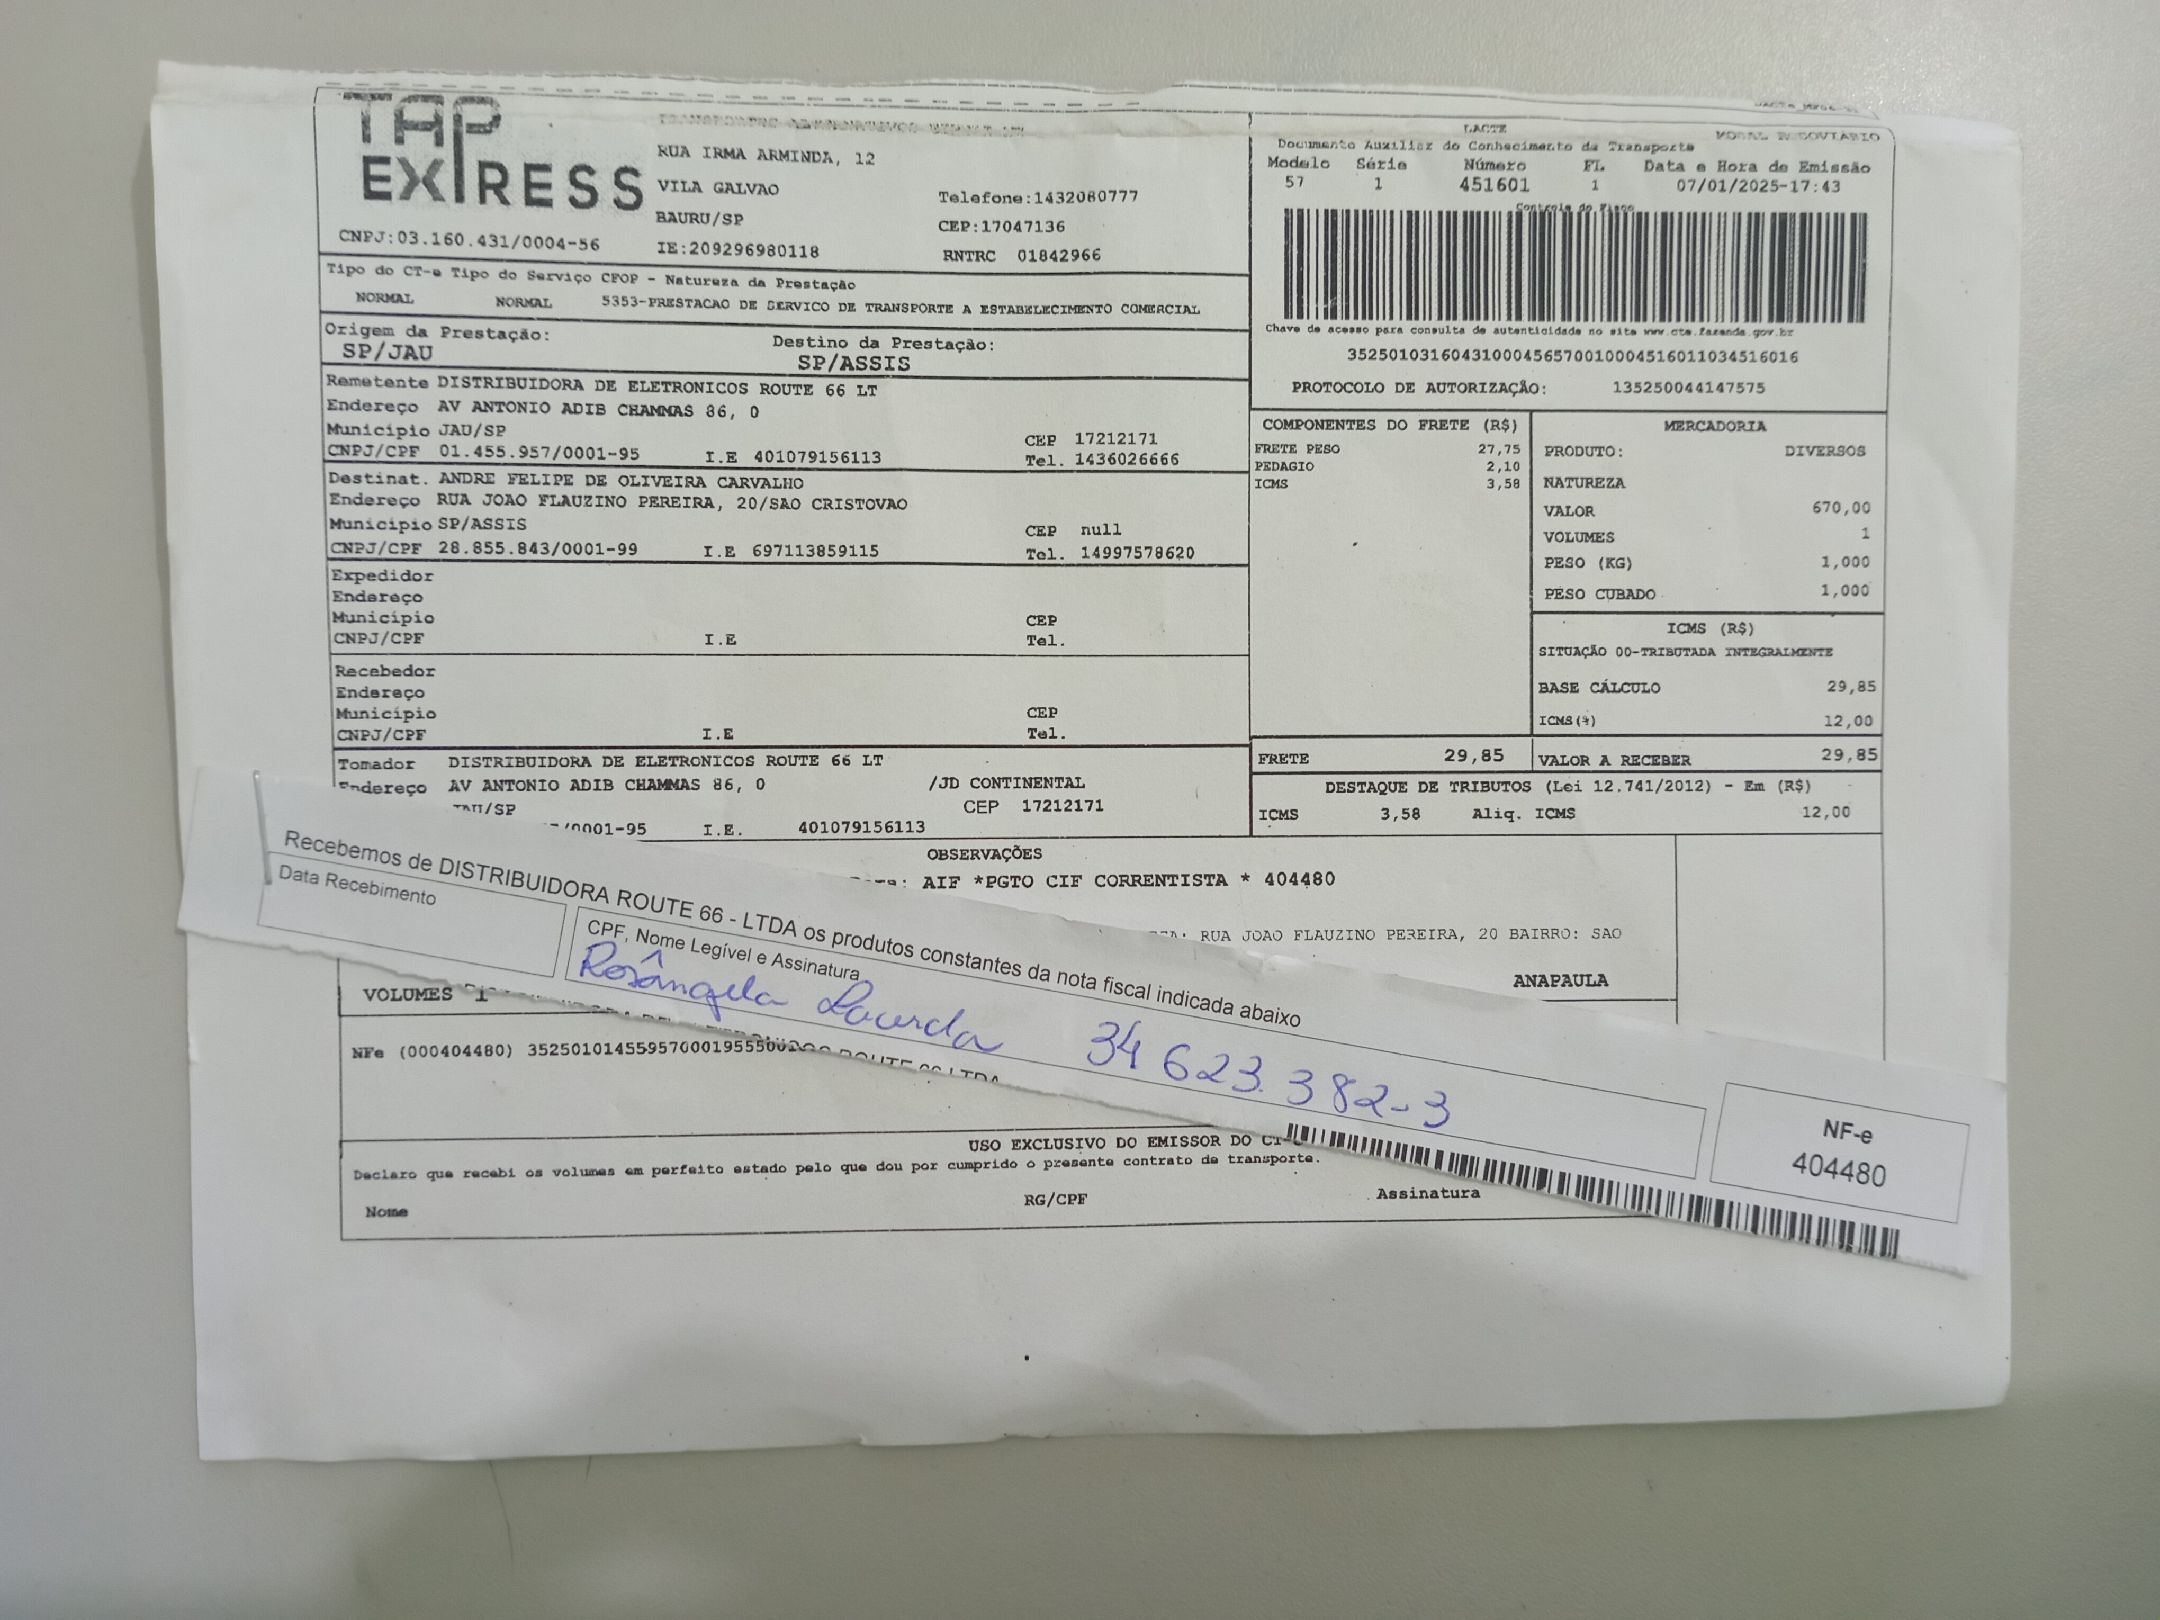 TAP
EXPRESS
RUA IRMA ARMINDA, 12
VILA GALVAO
Telefone:1432080777
BAURU/SP
CEP:17047136
CNPJ:03.160.431/0004-56
IE:209296980118
RNTRC 01842966
DACTE
MODAL RODOVIARIO
Documento Auxiliar do Conhecimento de Transporte
Modelo Série Número FL. Data e Hora de Emissão
57 1 451601 1 07/01/2025-17:43
Controle do Fisco
Chave de acesso para consulta de autenticidade no site www.cte.fazenda.gov.br
35250103160431000456570010004516011034516016
PROTOCOLO DE AUTORIZAÇÃO: 135250044147575
Tipo do CT-e Tipo do Serviço CFOP - Natureza da Prestação
NORMAL NORMAL 5353-PRESTACAO DE SERVICO DE TRANSPORTE A ESTABELECIMENTO COMERCIAL
Origem da Prestação: Destino da Prestação:
SP/JAU SP/ASSIS
Remetente DISTRIBUIDORA DE ELETRONICOS ROUTE 66 LT
Endereço AV ANTONIO ADIB CHAMMAS 86, 0
Município JAU/SP CEP 17212171
CNPJ/CPF 01.455.957/0001-95 I.E 401079156113 Tel. 1436026666
Destinat. ANDRE FELIPE DE OLIVEIRA CARVALHO
Endereço RUA JOAO FLAUZINO PEREIRA, 20/SAO CRISTOVAO
Município SP/ASSIS CEP null
CNPJ/CPF 28.855.843/0001-99 I.E 697113859115 Tel. 14997578620
Expedidor
Endereço
Município CEP
CNPJ/CPF I.E Tel.
Recebedor
Endereço
Município CEP
CNPJ/CPF I.E Tel.
Tomador DISTRIBUIDORA DE ELETRONICOS ROUTE 66 LT
Endereço AV ANTONIO ADIB CHAMMAS 86, 0 /JD CONTINENTAL
/SP CEP 17212171
/0001-95 I.E. 401079156113
COMPONENTES DO FRETE (R$)
FRETE PESO 27,75
PEDAGIO 2,10
ICMS 3,58
MERCADORIA
PRODUTO: DIVERSOS
NATUREZA
VALOR 670,00
VOLUMES 1
PESO (KG) 1,000
PESO CUBADO 1,000
ICMS (R$)
SITUAÇÃO 00-TRIBUTADA INTEGRALMENTE
BASE CÁLCULO 29,85
ICMS(%) 12,00
FRETE 29,85 VALOR A RECEBER 29,85
DESTAQUE DE TRIBUTOS (Lei 12.741/2012) - Em (R$)
ICMS 3,58 Aliq. ICMS 12,00
OBSERVAÇÕES
AIF *PGTO CIF CORRENTISTA * 404480
RUA JOAO FLAUZINO PEREIRA, 20 BAIRRO: SAO
ANAPAULA
Recebemos de DISTRIBUIDORA ROUTE 66 - LTDA os produtos constantes da nota fiscal indicada abaixo
Data Recebimento
CPF, Nome Legível e Assinatura
Rosângela Lacerda 34 623.382-3
NF-e
404480
VOLUMES 1
NFe (000404480) 3525010145595700019555
USO EXCLUSIVO DO EMISSOR DO
Declaro que recebi os volumes em perfeito estado pelo que dou por cumprido o presente contrato de transporte.
Nome RG/CPF Assinatura